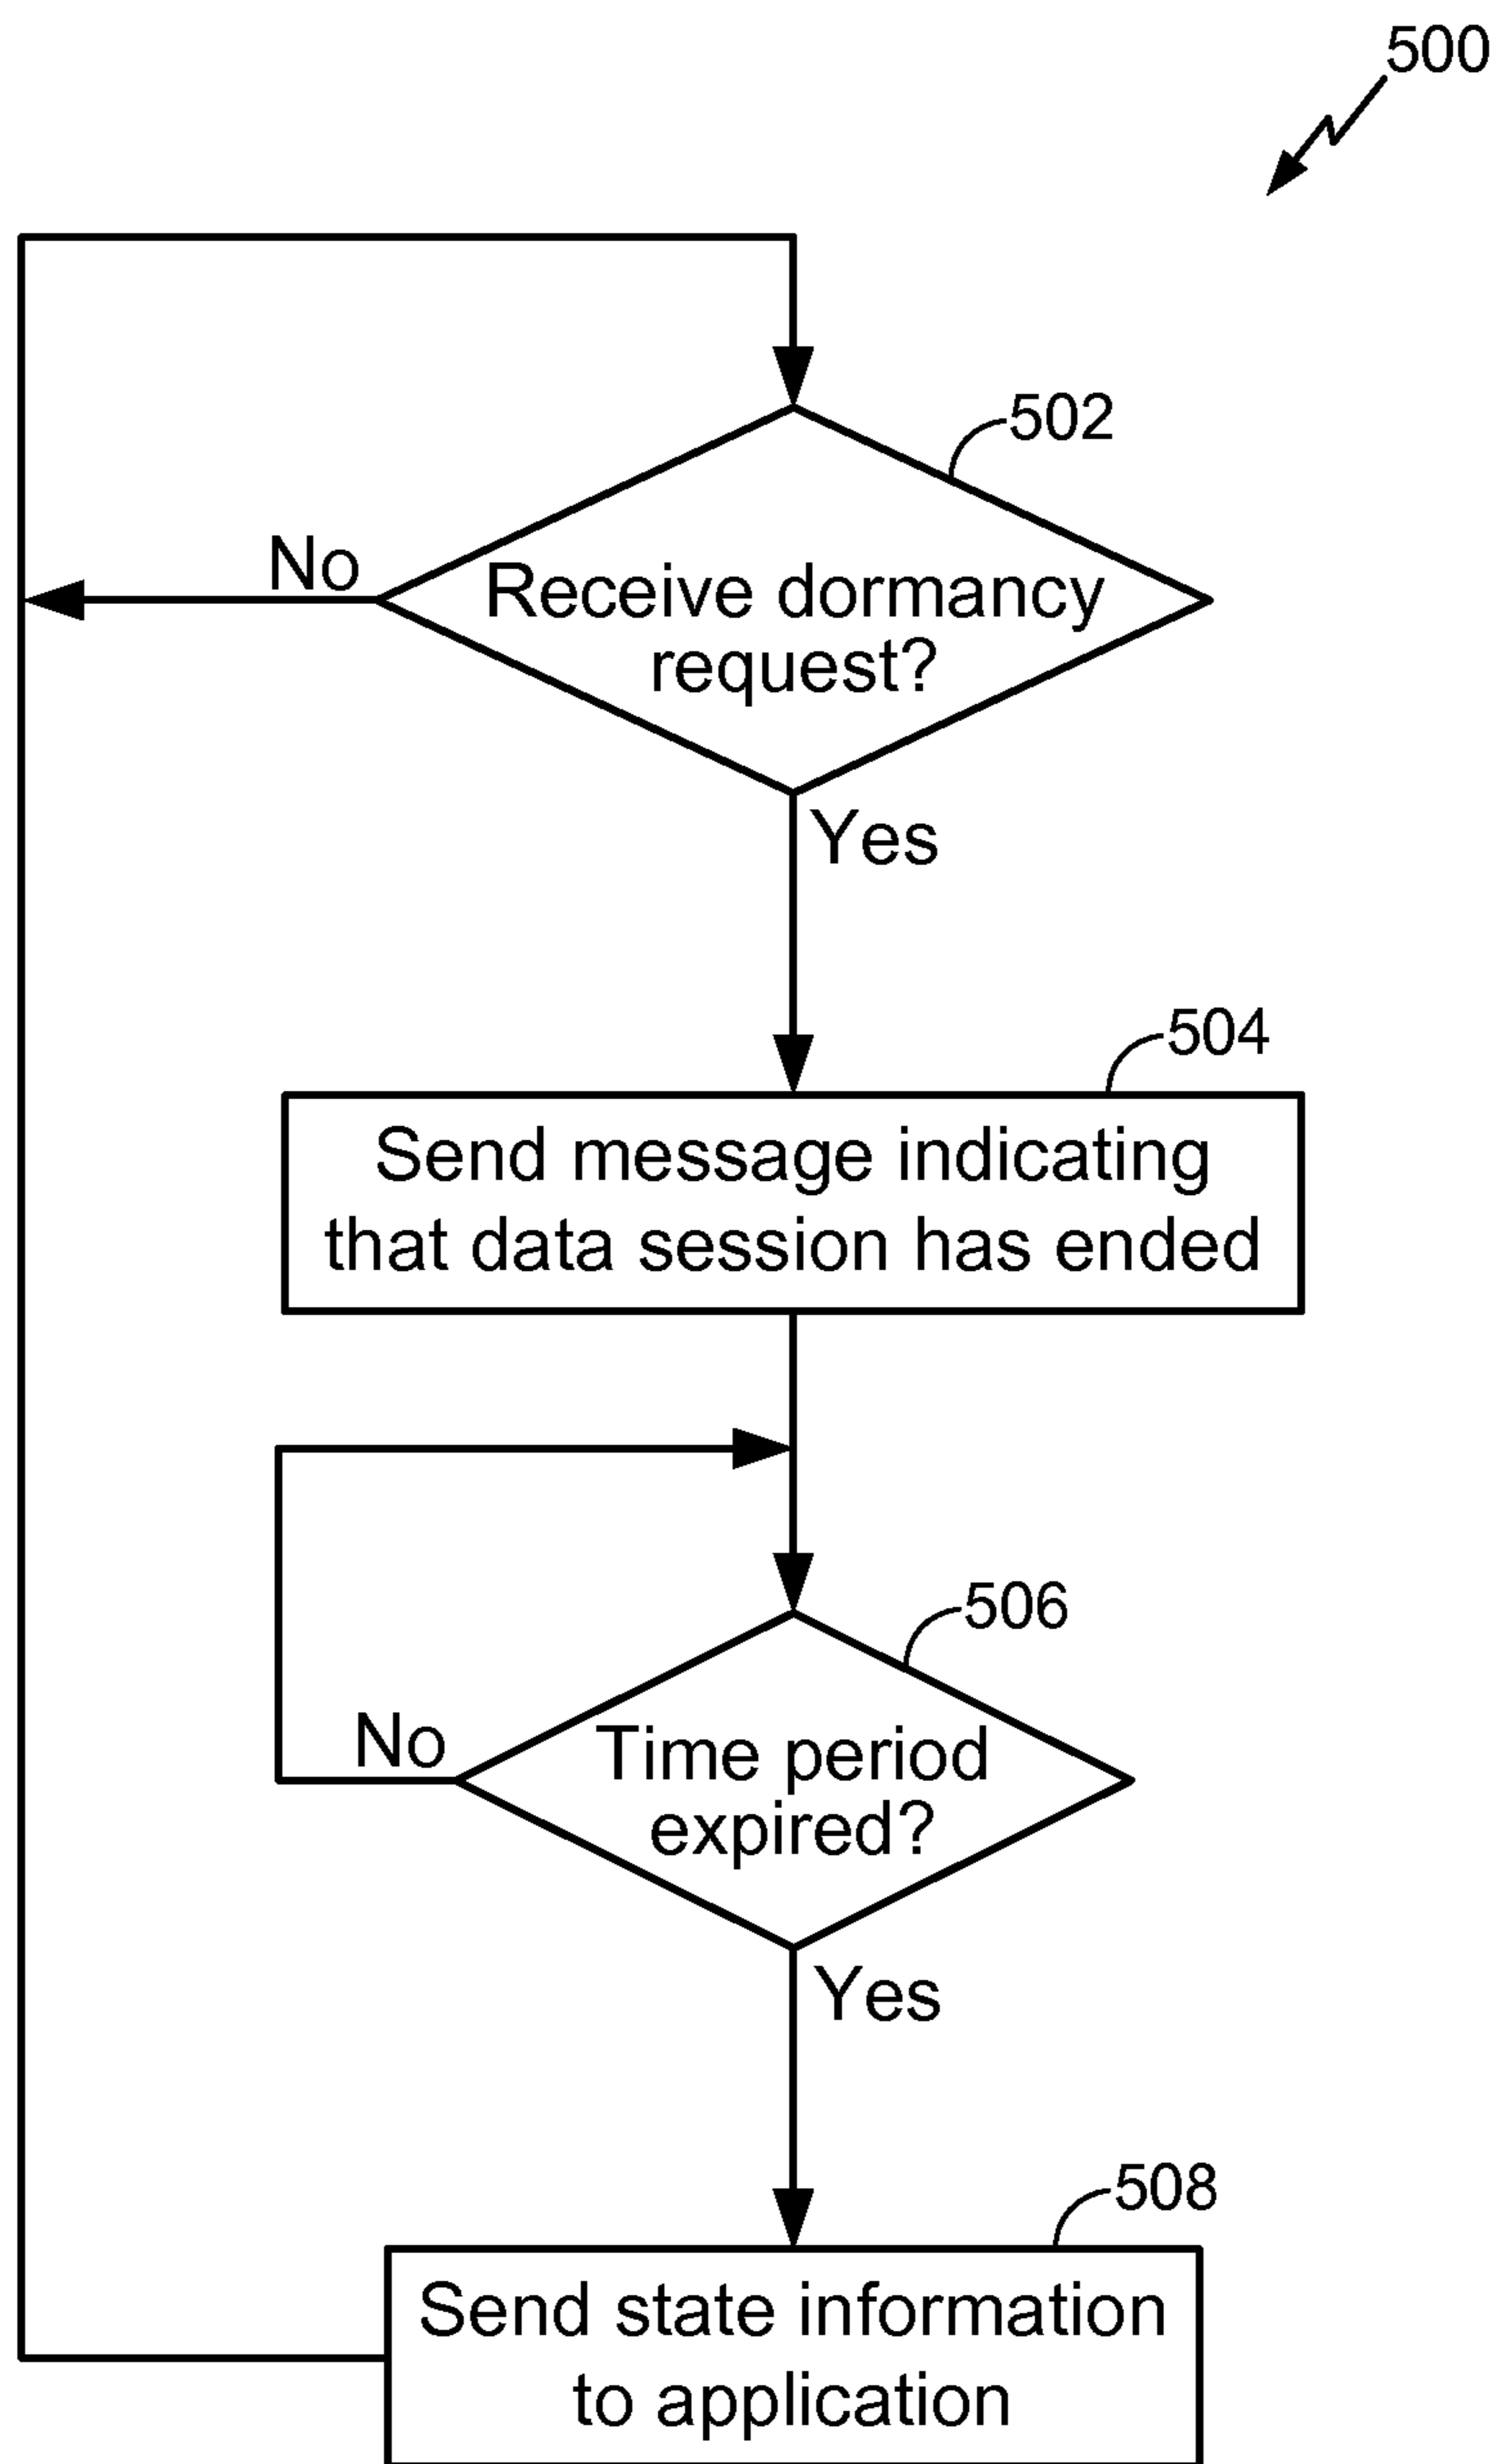 500
502
No
Receive dormancy
request?
Yes
504
Send message indicating
that data session has ended
506
No
Time period
expired?
Yes
508
Send state information
to application